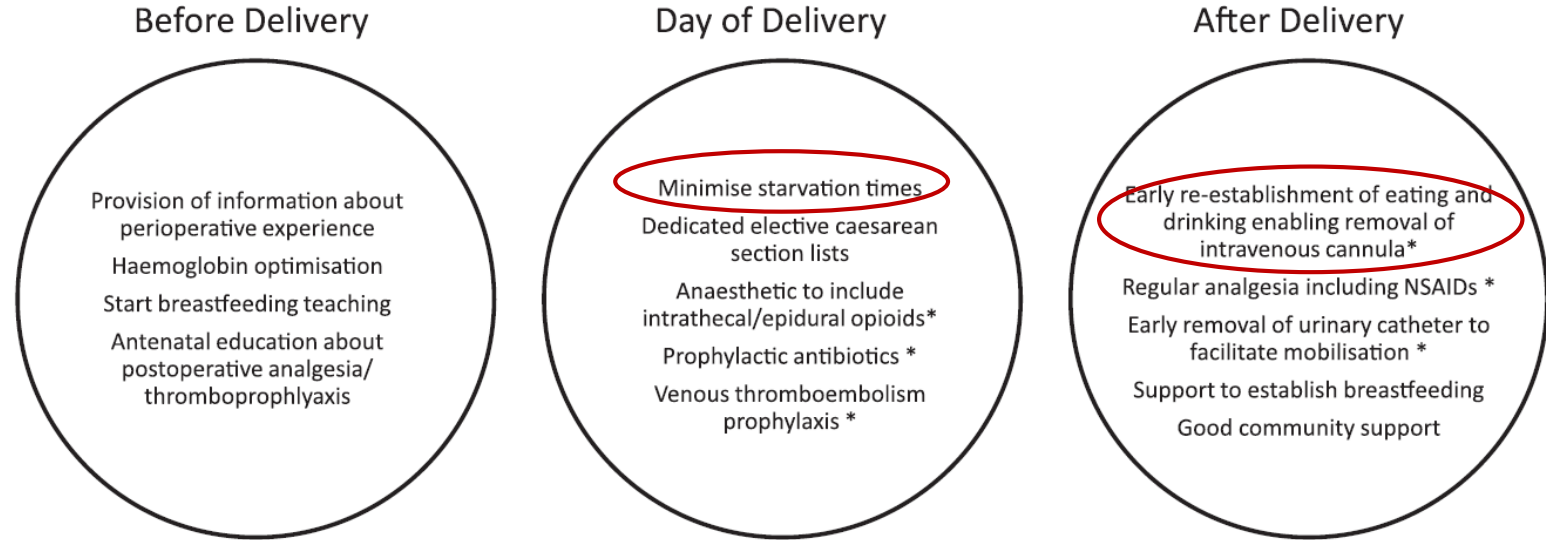 Before Delivery
Provision of information about
perioperative experience
Haemoglobin optimisation
Start breastfeeding teaching
Antenatal education about
postoperative analgesia/
thromboprophlyaxis
Day of Delivery
Minimise starvation times
Dedicated elective caesarean
section lists
Anaesthetic to include
intrathecal/epidural opioids*
Prophylactic antibiotics *
Venous thromboembolism
prophylaxis *
After Delivery
Early re-establishment of eating and
drinking enabling removal of
intravenous cannula*
Regular analgesia including NSAIDs *
Early removal of urinary catheter to
facilitate mobilisation *
Support to establish breastfeeding
Good community support